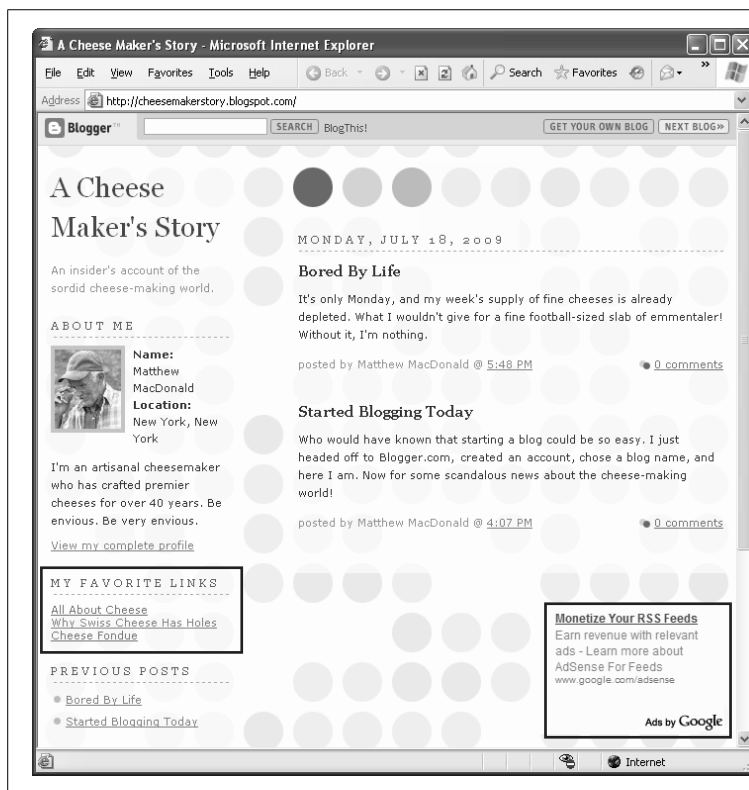 A Cheese Maker's Story - Microsoft Internet Explorer
File Edit View Favorites Tools Help Back Search Favorites »
Address http://cheesemakerstory.blogspot.com/
Blogger™ SEARCH BlogThis! GET YOUR OWN BLOG NEXT BLOG»
A Cheese
Maker's Story
An insider's account of the
sordid cheese-making world.
ABOUT ME
Name:
Matthew
MacDonald
Location:
New York, New
York
I'm an artisanal cheesemaker
who has crafted premier
cheeses for over 40 years. Be
envious. Be very envious.
View my complete profile
MY FAVORITE LINKS
All About Cheese
Why Swiss Cheese Has Holes
Cheese Fondue
PREVIOUS POSTS
Bored By Life
Started Blogging Today
MONDAY, JULY 18, 2009
Bored By Life
It's only Monday, and my week's supply of fine cheeses is already
depleted. What I wouldn't give for a fine football-sized slab of emmentaler!
Without it, I'm nothing.
posted by Matthew MacDonald @ 5:48 PM 0 comments
Started Blogging Today
Who would have known that starting a blog could be so easy. I just
headed off to Blogger.com, created an account, chose a blog name, and
here I am. Now for some scandalous news about the cheese-making
world!
posted by Matthew MacDonald @ 4:07 PM 0 comments
Monetize Your RSS Feeds
Earn revenue with relevant
ads - Learn more about
AdSense For Feeds
www.google.com/adsense
Ads by Google
Internet